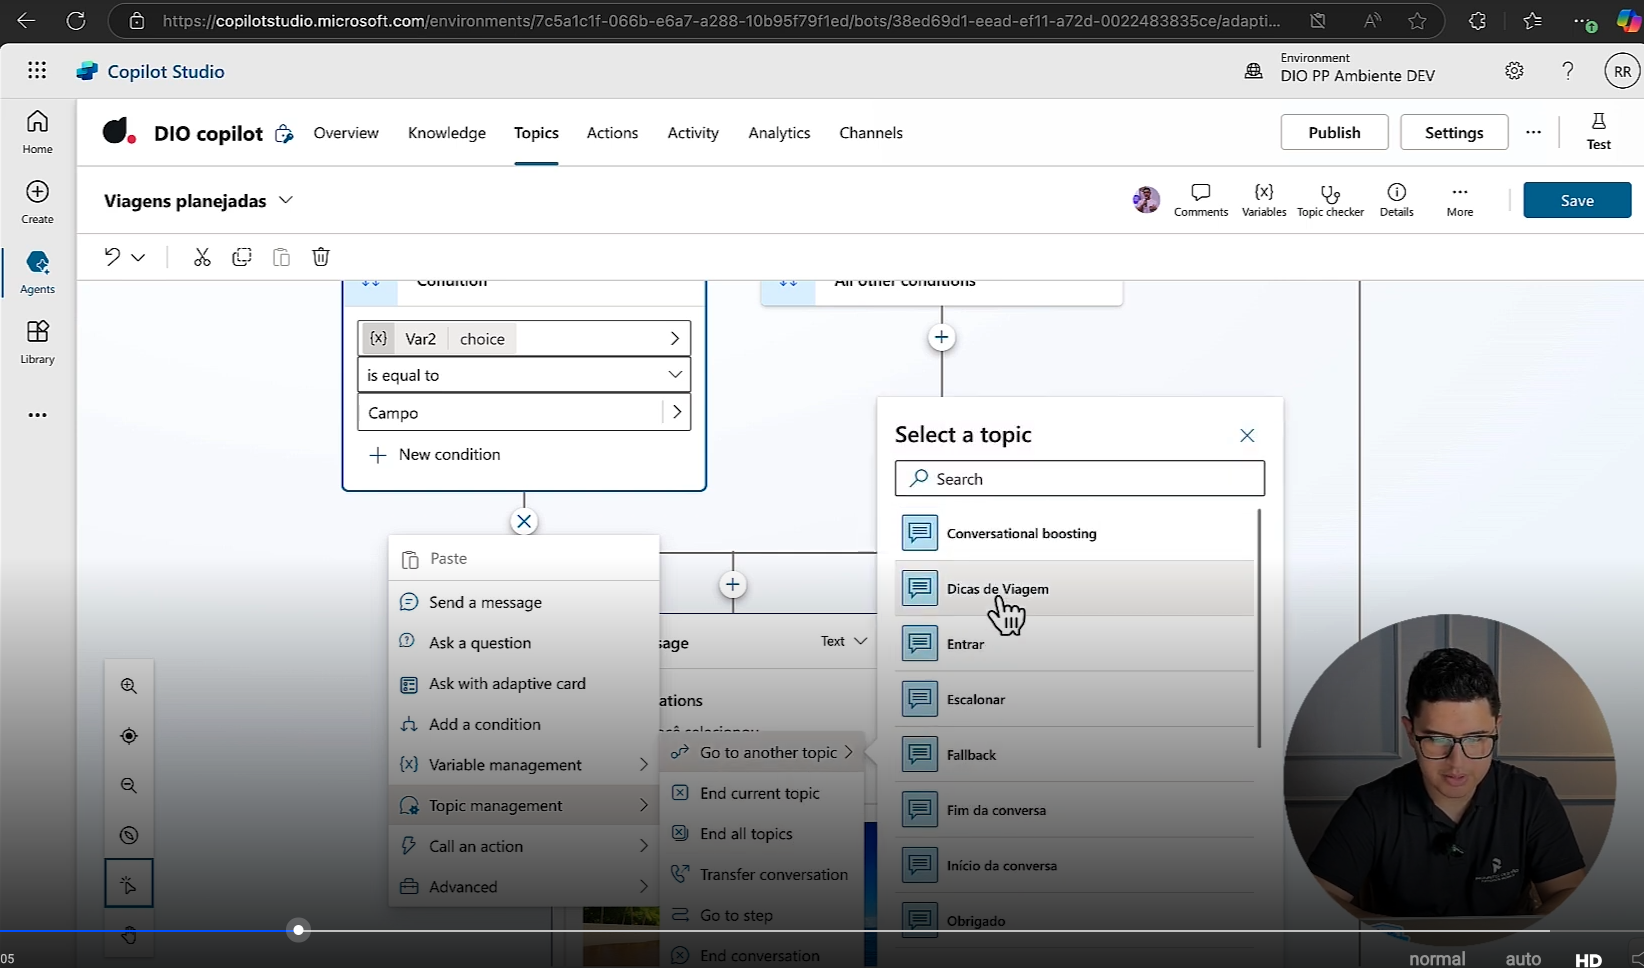 https://copilotstudio.microsoft.com/environments/7c5a1c1f-066b-e6a7-a288-10b95f79f1ed/bots/38ed69d1-eead-ef11-a72d-0022483835ce/adapti...
Copilot Studio
Environment
DIO PP Ambiente DEV
RR
Home
Create
Agents
Library
DIO copilot
Overview
Knowledge
Topics
Actions
Activity
Analytics
Channels
Publish
Settings
Test
Viagens planejadas
Comments
Variables
Topic checker
Details
More
Save
Condition
All other conditions
{x} Var2 choice
is equal to
Campo
New condition
Paste
Send a message
Ask a question
Ask with adaptive card
Add a condition
Variable management
Topic management
Call an action
Advanced
Text
Go to another topic
End current topic
End all topics
Transfer conversation
Go to step
End conversation
Select a topic
Search
Conversational boosting
Dicas de Viagem
Entrar
Escalonar
Fallback
Fim da conversa
Início da conversa
Obrigado
05
normal
auto
HD